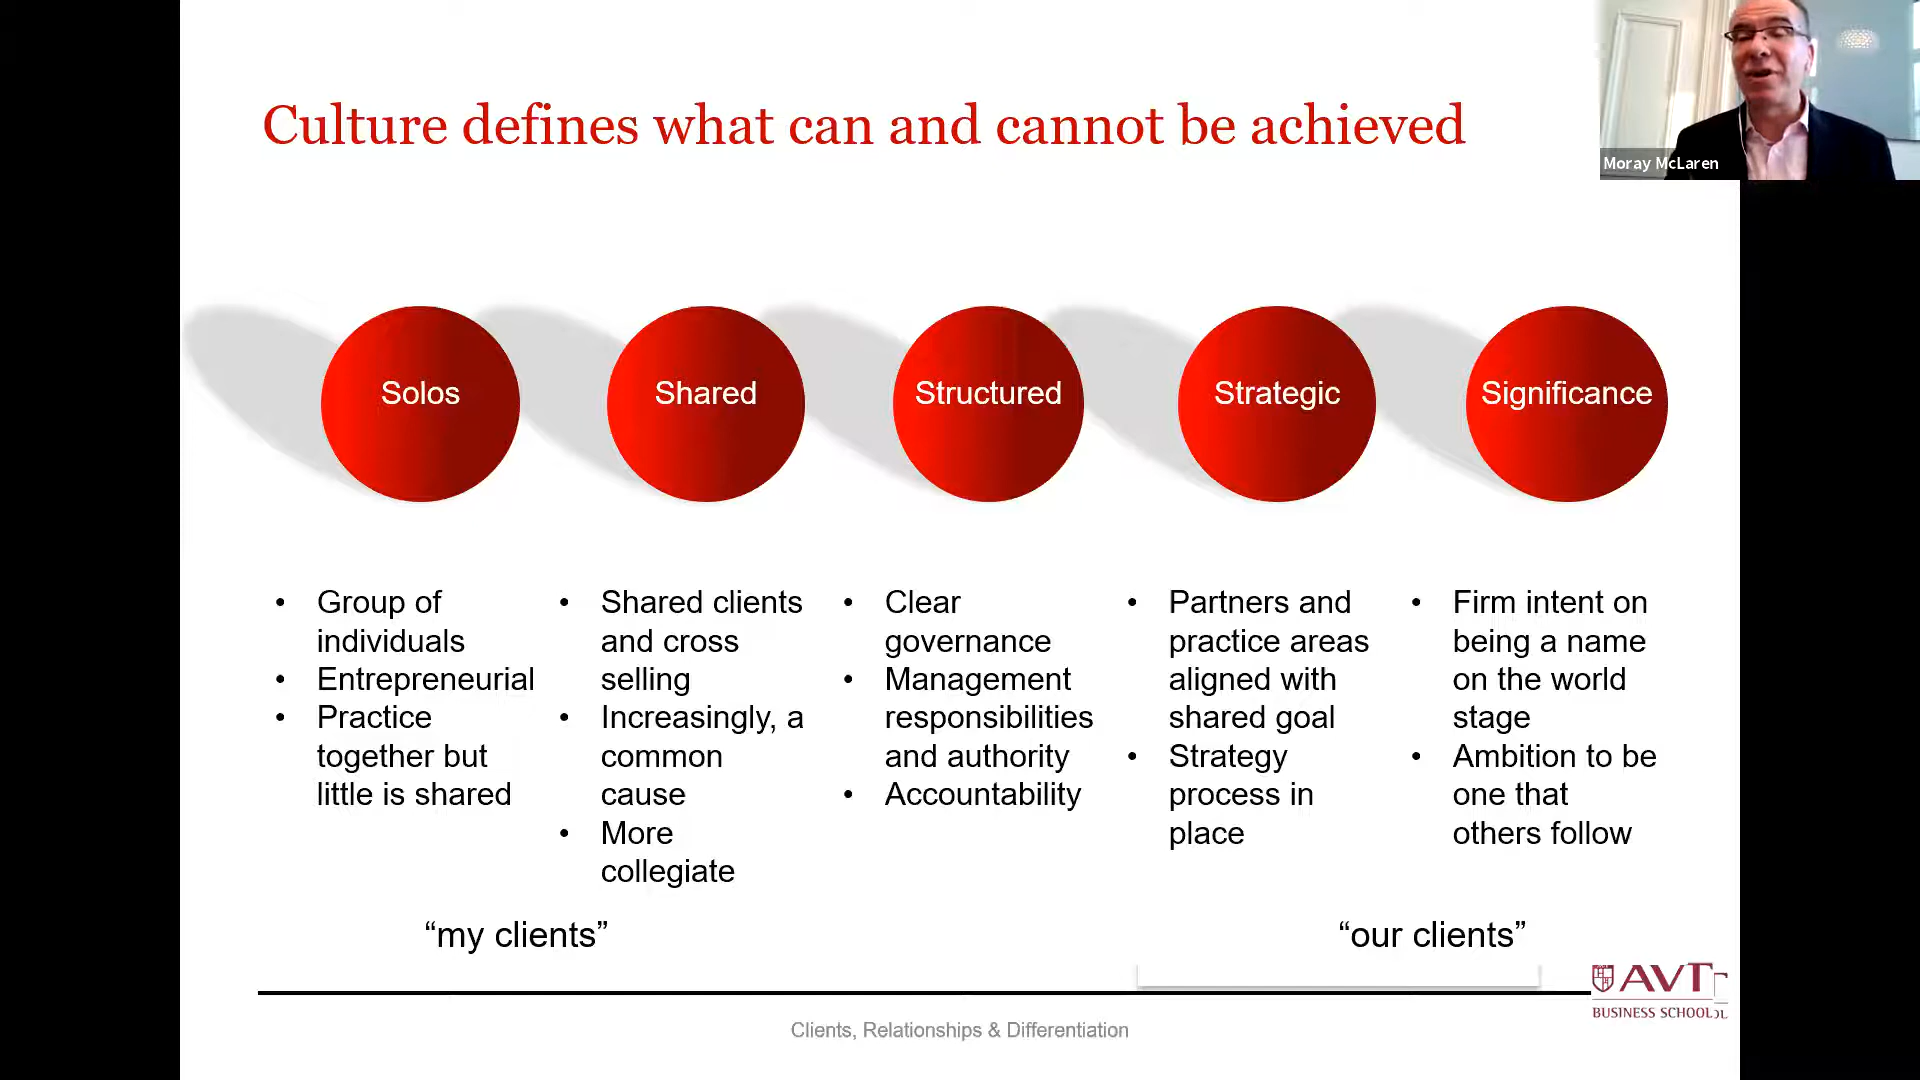 Culture defines what can and cannot be achieved
Moray McLaren
Solos
Shared
Structured
Strategic
Significance
• Group of
individuals
• Entrepreneurial
• Practice
together but
little is shared
• Shared clients
and cross
selling
• Increasingly, a
common
cause
• More
collegiate
• Clear
governance
• Management
responsibilities
and authority
• Accountability
• Partners and
practice areas
aligned with
shared goal
• Strategy
process in
place
• Firm intent on
being a name
on the world
stage
• Ambition to be
one that
others follow
“my clients”
“our clients”
AVT
BUSINESS SCHOOL
Clients, Relationships & Differentiation